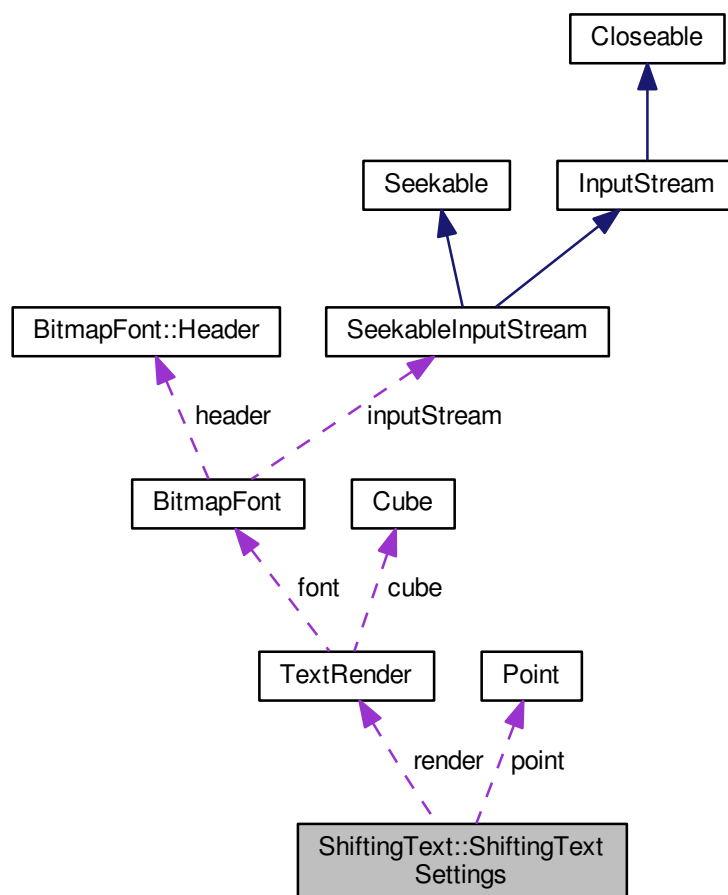 Closeable
Seekable
InputStream
BitmapFont::Header
SeekableInputStream
header
inputStream
BitmapFont
Cube
font
cube
TextRender
Point
render
point
ShiftingText::ShiftingText
Settings